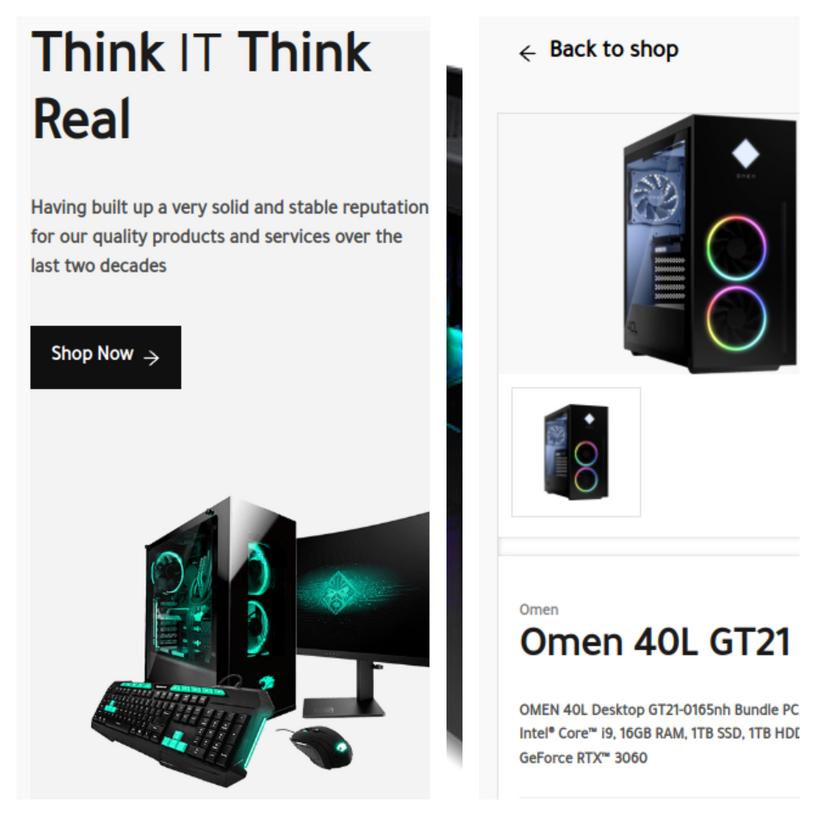 Think IT Think
Real
Having built up a very solid and stable reputation
for our quality products and services over the
last two decades
Shop Now →
← Back to shop
OMEN
40L
Omen
Omen 40L GT21
OMEN 40L Desktop GT21-0165nh Bundle PC
Intel® Core™ i9, 16GB RAM, 1TB SSD, 1TB HDD
GeForce RTX™ 3060